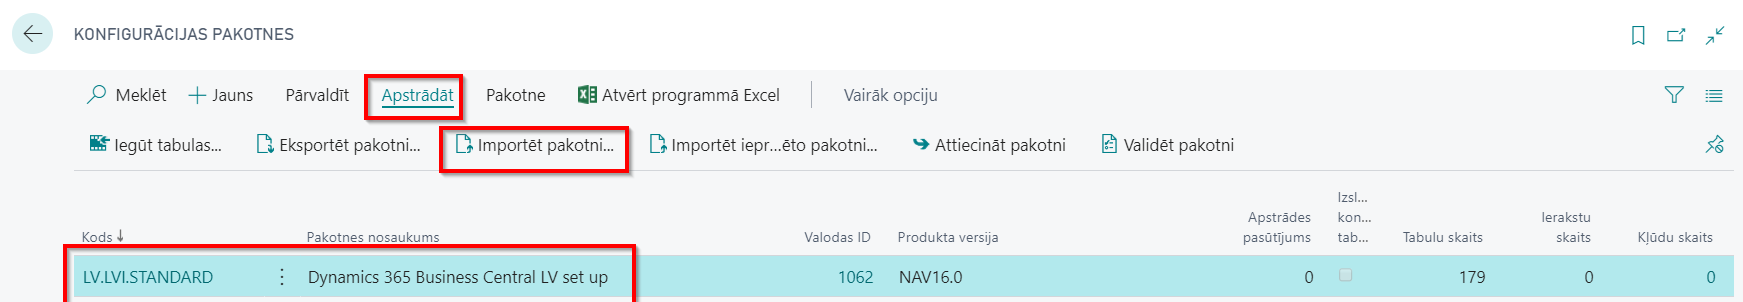 KONFIGURĀCIJAS PAKOTNES
Meklēt Jauns Pārvaldīt Apstrādāt Pakotne Atvērt programmā Excel Vairāk opciju
Iegūt tabulas... Eksportēt pakotni... Importēt pakotni... Importēt iepr...ēto pakotni... Attiecināt pakotni Validēt pakotni
Kods↓ Pakotnes nosaukums Valodas ID Produkta versija Apstrādes pasūtījums Izsl... kon... tab... Tabulu skaits Ierakstu skaits Kļūdu skaits
LV.LVI.STANDARD Dynamics 365 Business Central LV set up 1062 NAV16.0 0 179 0 0